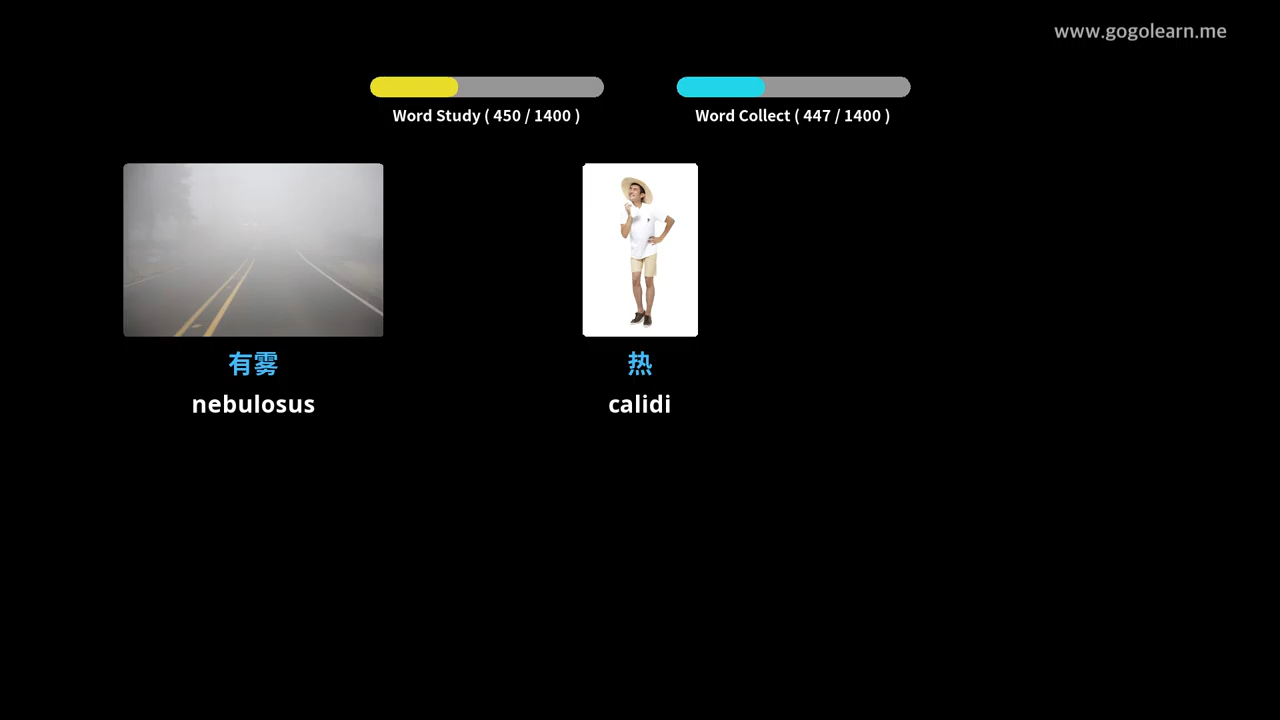 www.gogolearn.me
Word Study ( 450 / 1400 )
Word Collect ( 447 / 1400 )
有雾
nebulosus
热
calidi